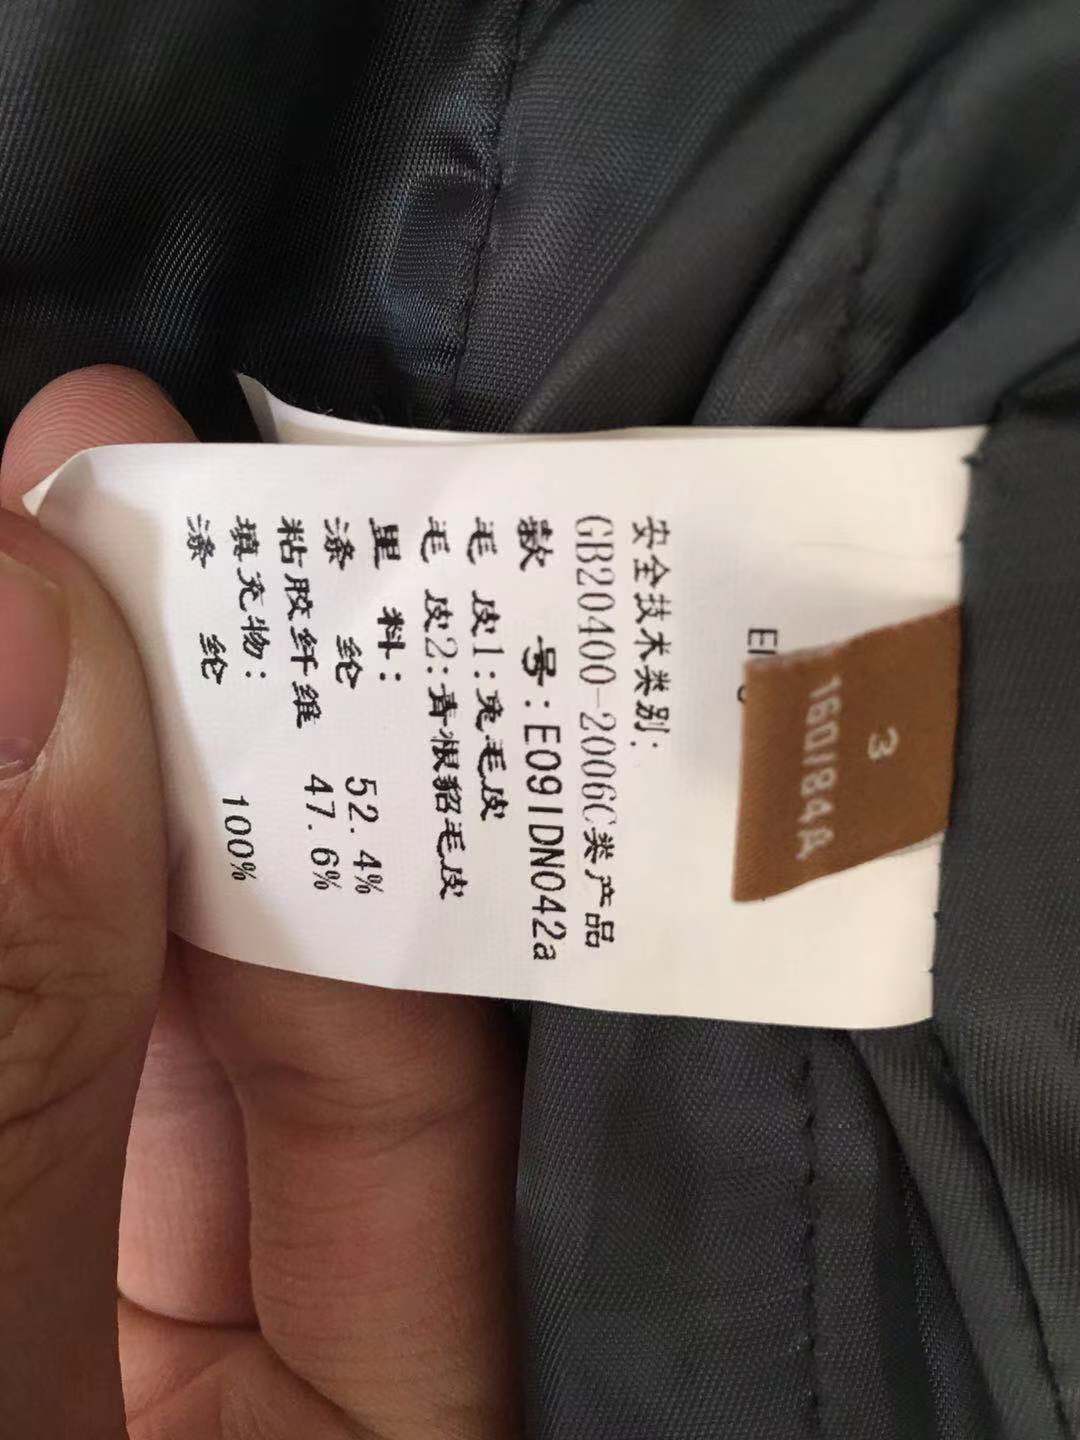 3
160/84A
安全技术类别:
GB20400-2006C类产品
款 号:E09IDN042a
毛 皮1:兔毛皮
毛 皮2:青根貂毛皮
里 料:
涤 纶 52.4%
粘胶纤维 47.6%
填充物:
涤 纶 100%